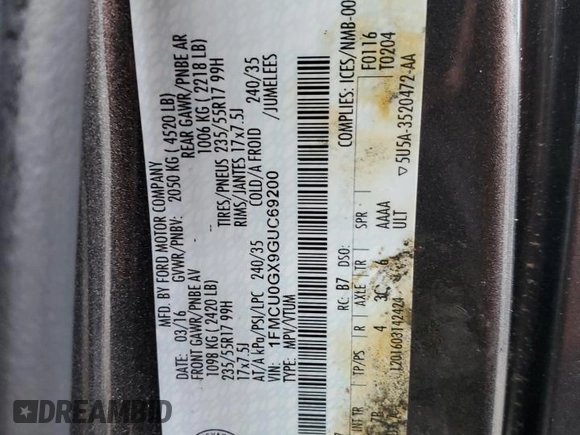 MFD. BY FORD MOTOR COMPANY
DATE: 03/16 GVWR/PNBV: 2050 KG ( 4520 LB)
FRONT GAWR/PNBE AV REAR GAWR/PNBE AR
1098 KG ( 2420 LB) 1006 KG ( 2218 LB)
235/55R17 99H TIRES/PNEUS 235/55R17 99H
17x7.5J RIMS/JANTES 17x7.5J
AT/A kPa/PSI/LPC 240/35 COLD/A FROID 240/35
VIN: 1FMCU0GX9GUC69200 /JUMELEES
TYPE: MPV/VTUM
COMPLIES: ICES/NMB-00
F0116
T0204
RC: B7 DSO:
INT TR TP/PS R AXLE TR SPR
4 3C 6 AAAA
ULT
1201603142424
▽5U5A-3520472-AA
DREAMBID